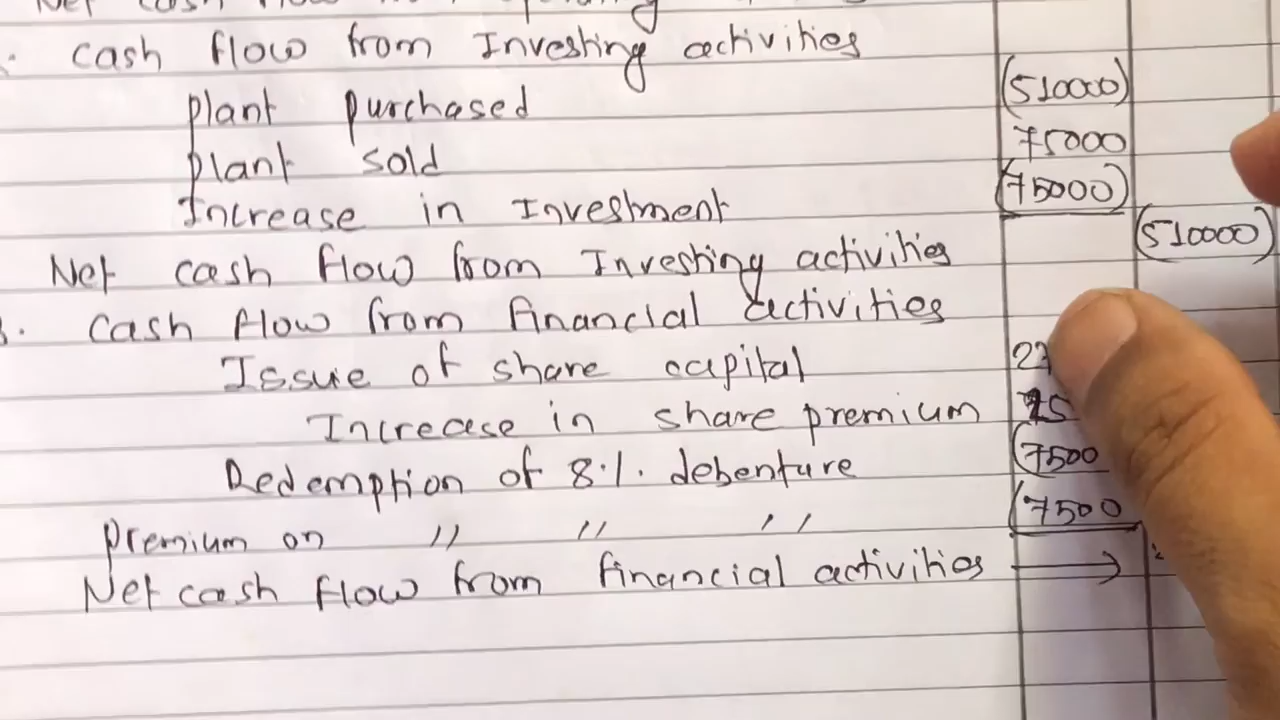 Cash flow from Investing activities
plant purchased (510000)
plant sold 75000
Increase in Investment (75000)
Net cash flow from Investing activities (510000)
Cash flow from financial activities
Issue of share capital
Increase in share premium
Redemption of 8%. debenture (7500
premium on " " " (7500
Net cash flow from financial activities →